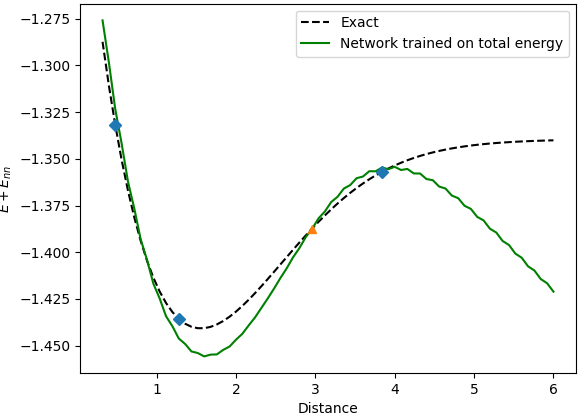 Exact
Network trained on total energy
−1.275
−1.300
−1.325
−1.350
−1.375
−1.400
−1.425
−1.450
E + Enn
1 2 3 4 5 6
Distance